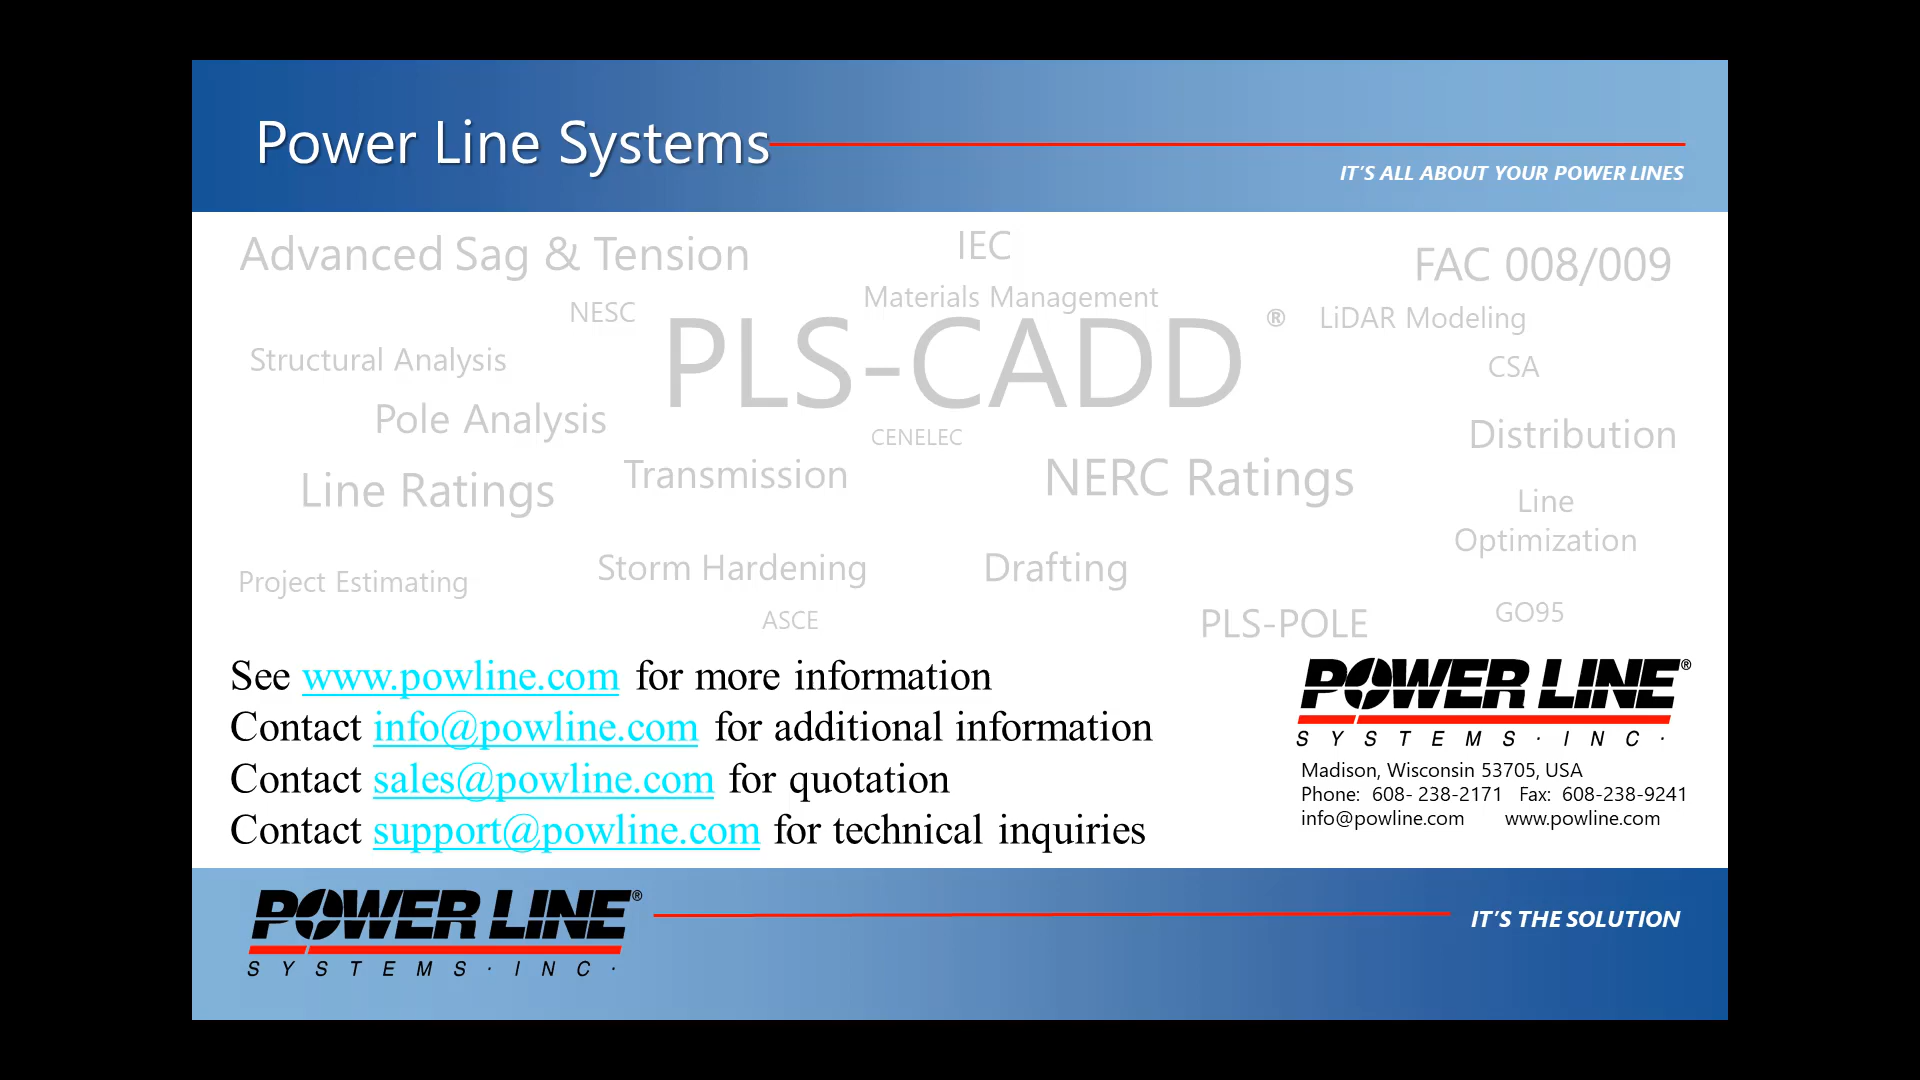 Power Line Systems
IT'S ALL ABOUT YOUR POWER LINES
Advanced Sag & Tension
IEC
FAC 008/009
NESC
Materials Management
PLS-CADD ®
LiDAR Modeling
Structural Analysis
CSA
Pole Analysis
CENELEC
Distribution
Line Ratings
Transmission
NERC Ratings
Line
Optimization
Project Estimating
Storm Hardening
Drafting
ASCE
PLS-POLE
GO95
See www.powline.com for more information
Contact info@powline.com for additional information
Contact sales@powline.com for quotation
Contact support@powline.com for technical inquiries
POWER LINE®
SYSTEMS·INC·
Madison, Wisconsin 53705, USA
Phone: 608- 238-2171 Fax: 608-238-9241
info@powline.com www.powline.com
POWER LINE®
SYSTEMS·INC·
IT'S THE SOLUTION